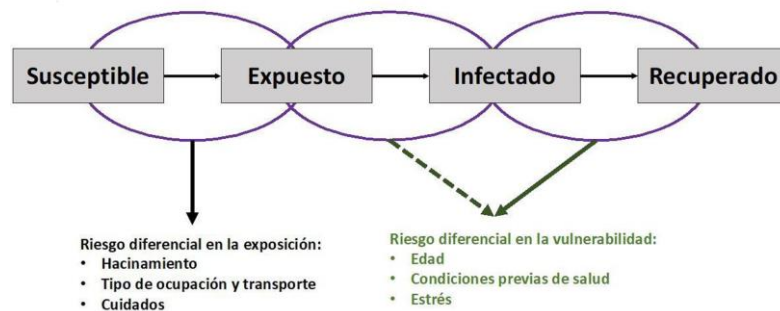 Susceptible
Expuesto
Infectado
Recuperado
Riesgo diferencial en la exposición:
• Hacinamiento
• Tipo de ocupación y transporte
• Cuidados
Riesgo diferencial en la vulnerabilidad:
• Edad
• Condiciones previas de salud
• Estrés